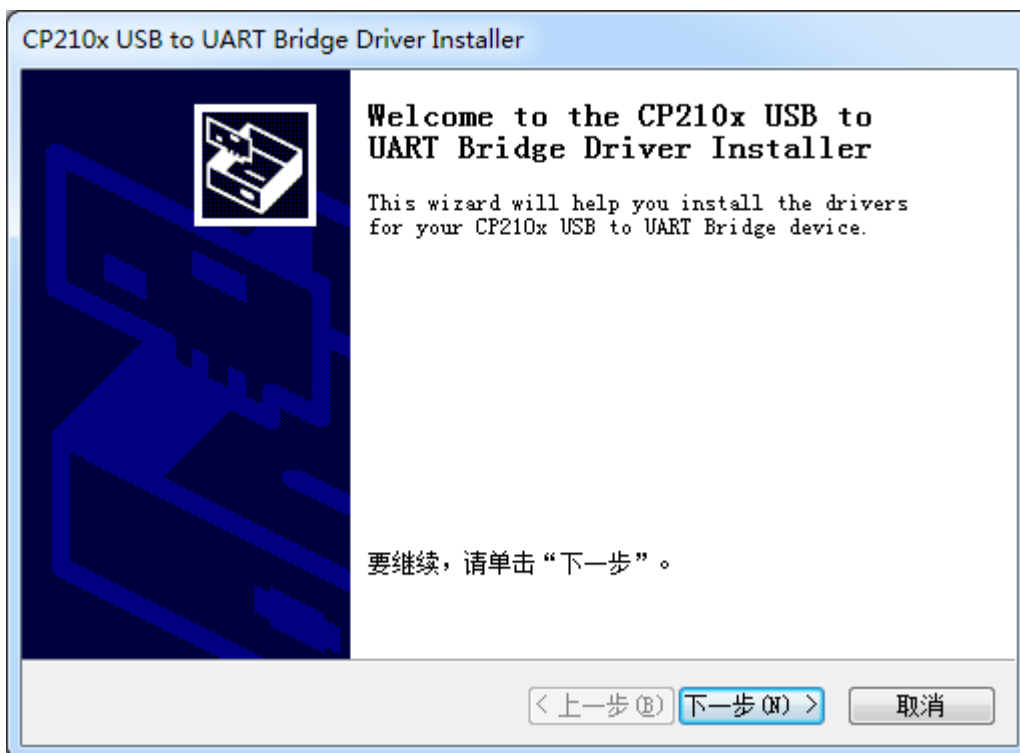 CP210x USB to UART Bridge Driver Installer
Welcome to the CP210x USB to
UART Bridge Driver Installer
This wizard will help you install the drivers
for your CP210x USB to UART Bridge device.
要继续，请单击“下一步”。
< 上一步(B) 下一步(N) > 取消